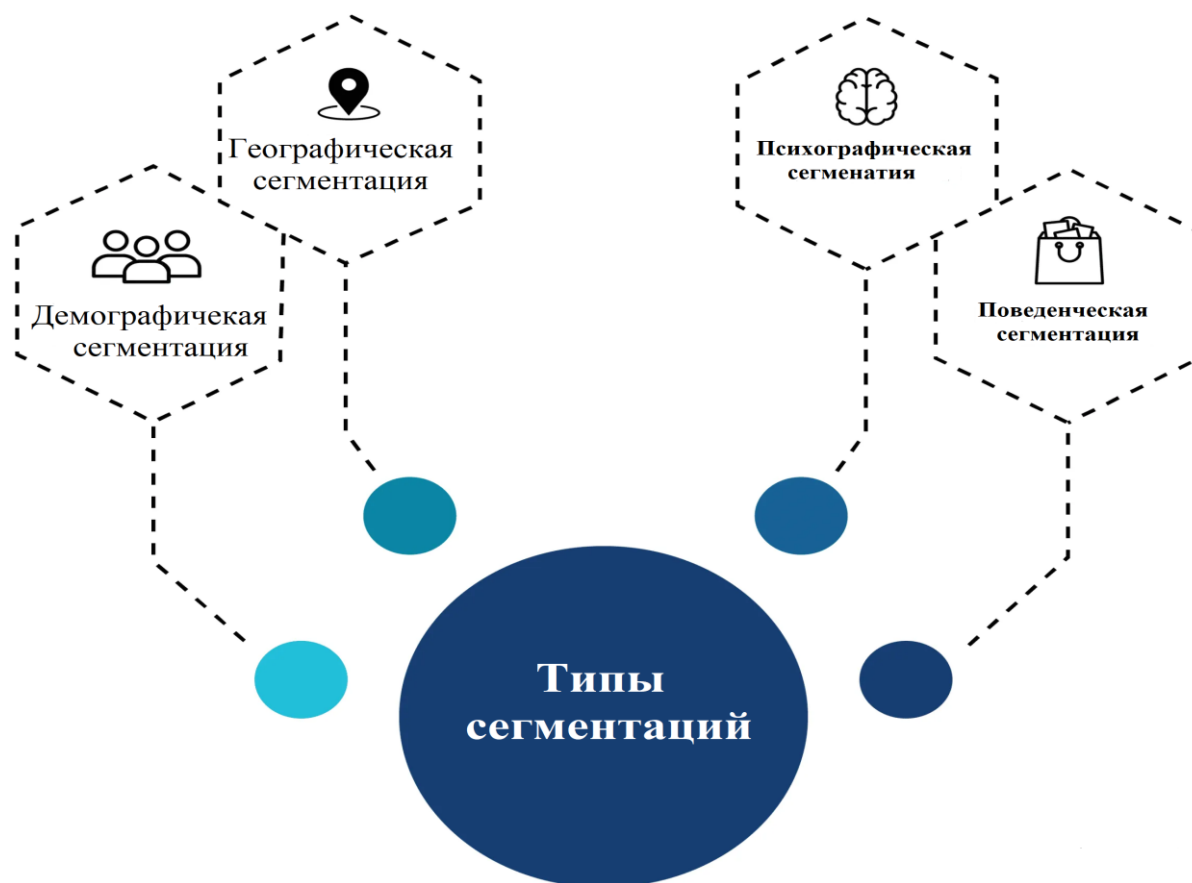 Географическая
сегментация
Демографичекая
сегментация
Психографическая
сегменатия
Поведенческая
сегментация
Типы
сегментаций